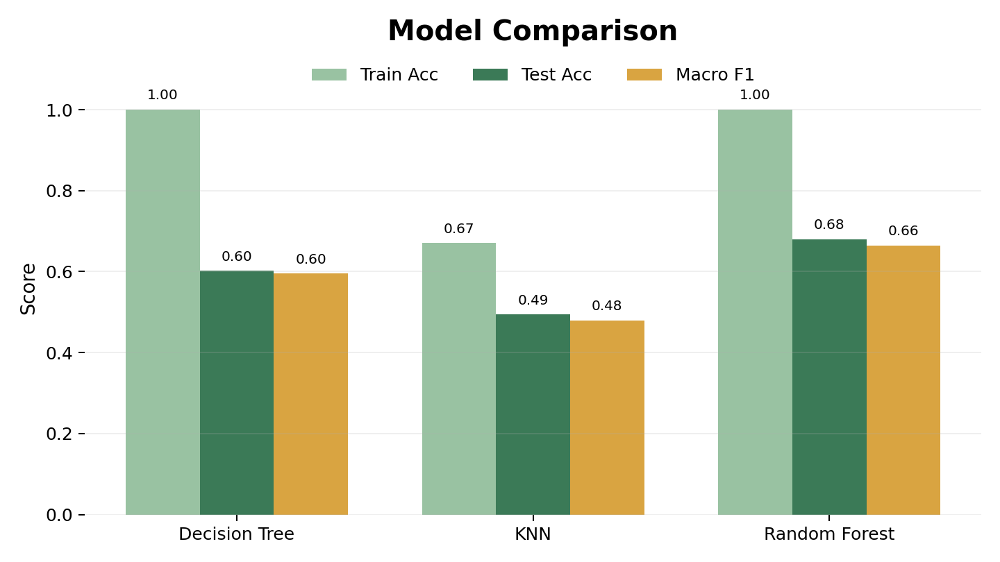 Model Comparison
Train Acc Test Acc Macro F1
1.00 1.00
1.0
0.8
0.67 0.68 0.66
0.60 0.60
0.6
0.49 0.48
Score
0.4
0.2
0.0
Decision Tree KNN Random Forest